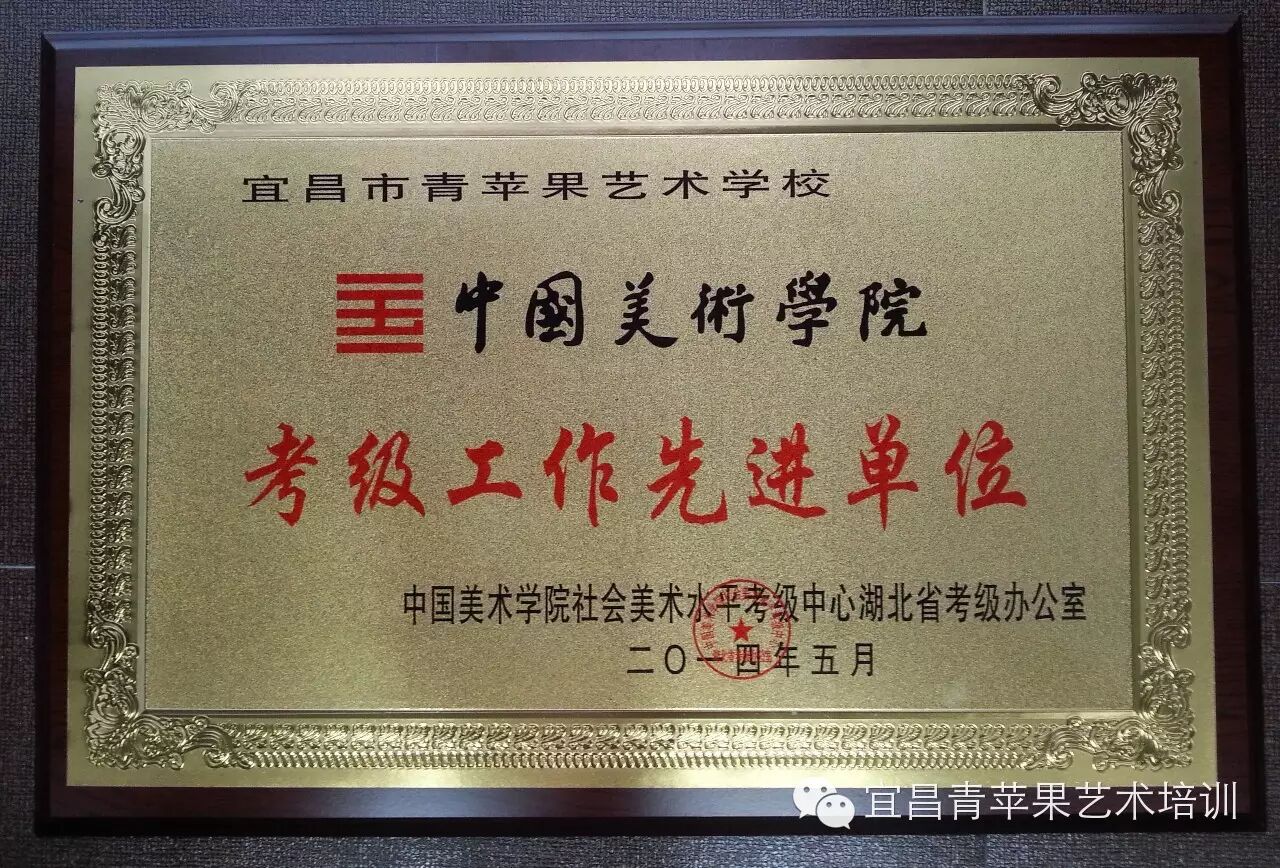 宜昌市青苹果艺术学校
中國美術學院
考级工作先进单位
中国美术学院社会美术水平考级中心湖北省考级办公室
二〇一四年五月
宜昌青苹果艺术培训